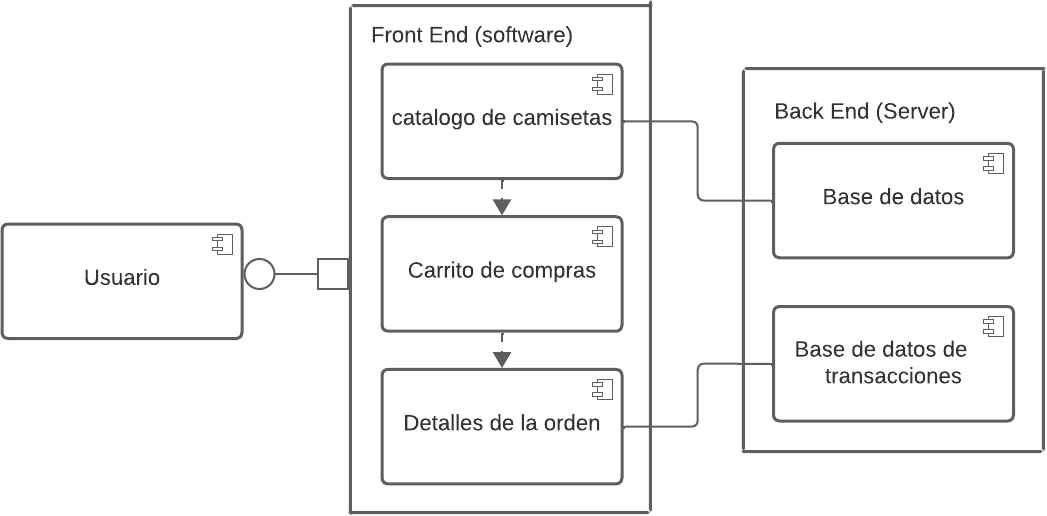 Front End (software)
catalogo de camisetas
Carrito de compras
Detalles de la orden
Usuario
Back End (Server)
Base de datos
Base de datos de
transacciones